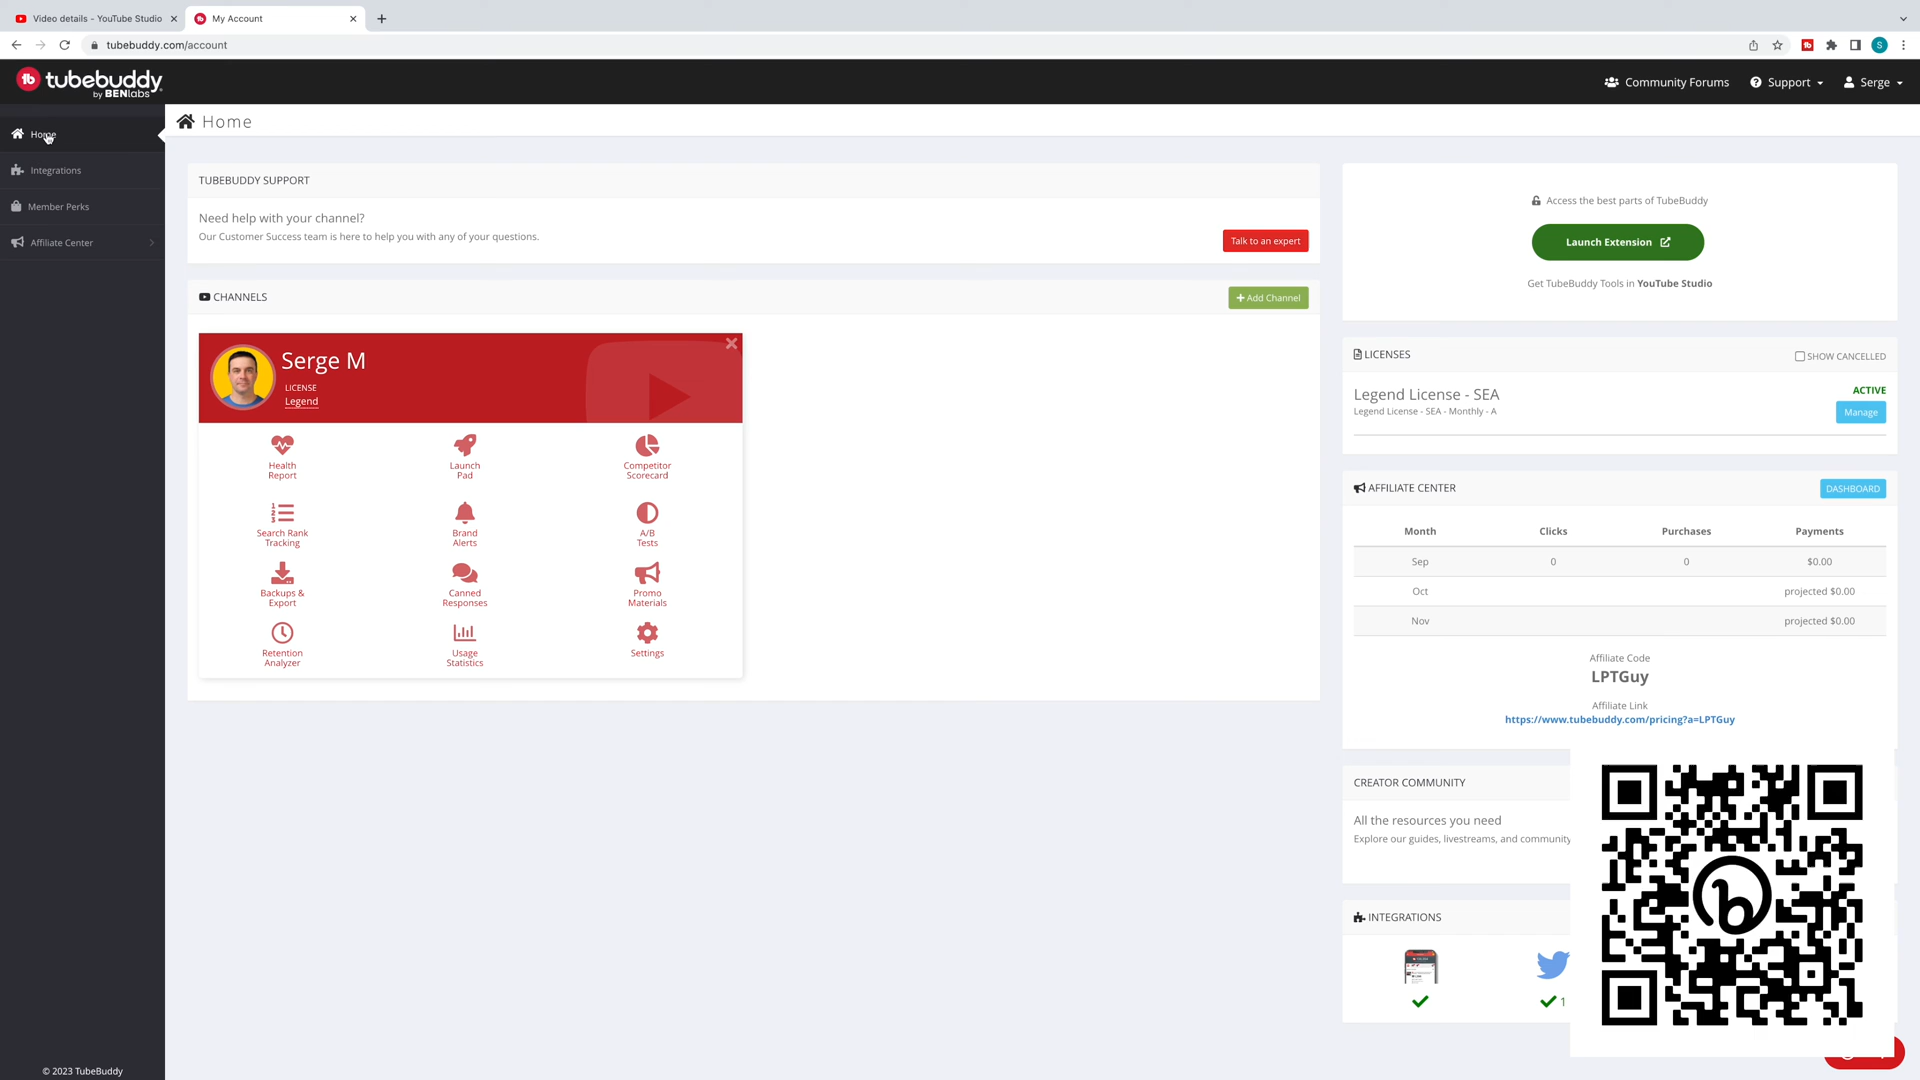 Video details - YouTube Studio
My Account
tubebuddy.com/account
S
tubebuddy
by BENlabs
Community Forums
Support
Serge
Home
Integrations
Member Perks
Affiliate Center
Home
TUBEBUDDY SUPPORT
Need help with your channel?
Our Customer Success team is here to help you with any of your questions.
Talk to an expert
CHANNELS
Add Channel
Serge M
LICENSE
Legend
Health
Report
Launch
Pad
Competitor
Scorecard
Search Rank
Tracking
Brand
Alerts
A/B
Tests
Backups &
Export
Canned
Responses
Promo
Materials
Retention
Analyzer
Usage
Statistics
Settings
Access the best parts of TubeBuddy
Launch Extension
Get TubeBuddy Tools in YouTube Studio
LICENSES
SHOW CANCELLED
Legend License - SEA
ACTIVE
Legend License - SEA - Monthly - A
Manage
AFFILIATE CENTER
DASHBOARD
Month Clicks Purchases Payments
Sep 0 0 $0.00
Oct projected $0.00
Nov projected $0.00
Affiliate Code
LPTGuy
Affiliate Link
https://www.tubebuddy.com/pricing?a=LPTGuy
CREATOR COMMUNITY
All the resources you need
Explore our guides, livestreams, and community
INTEGRATIONS
1
© 2023 TubeBuddy